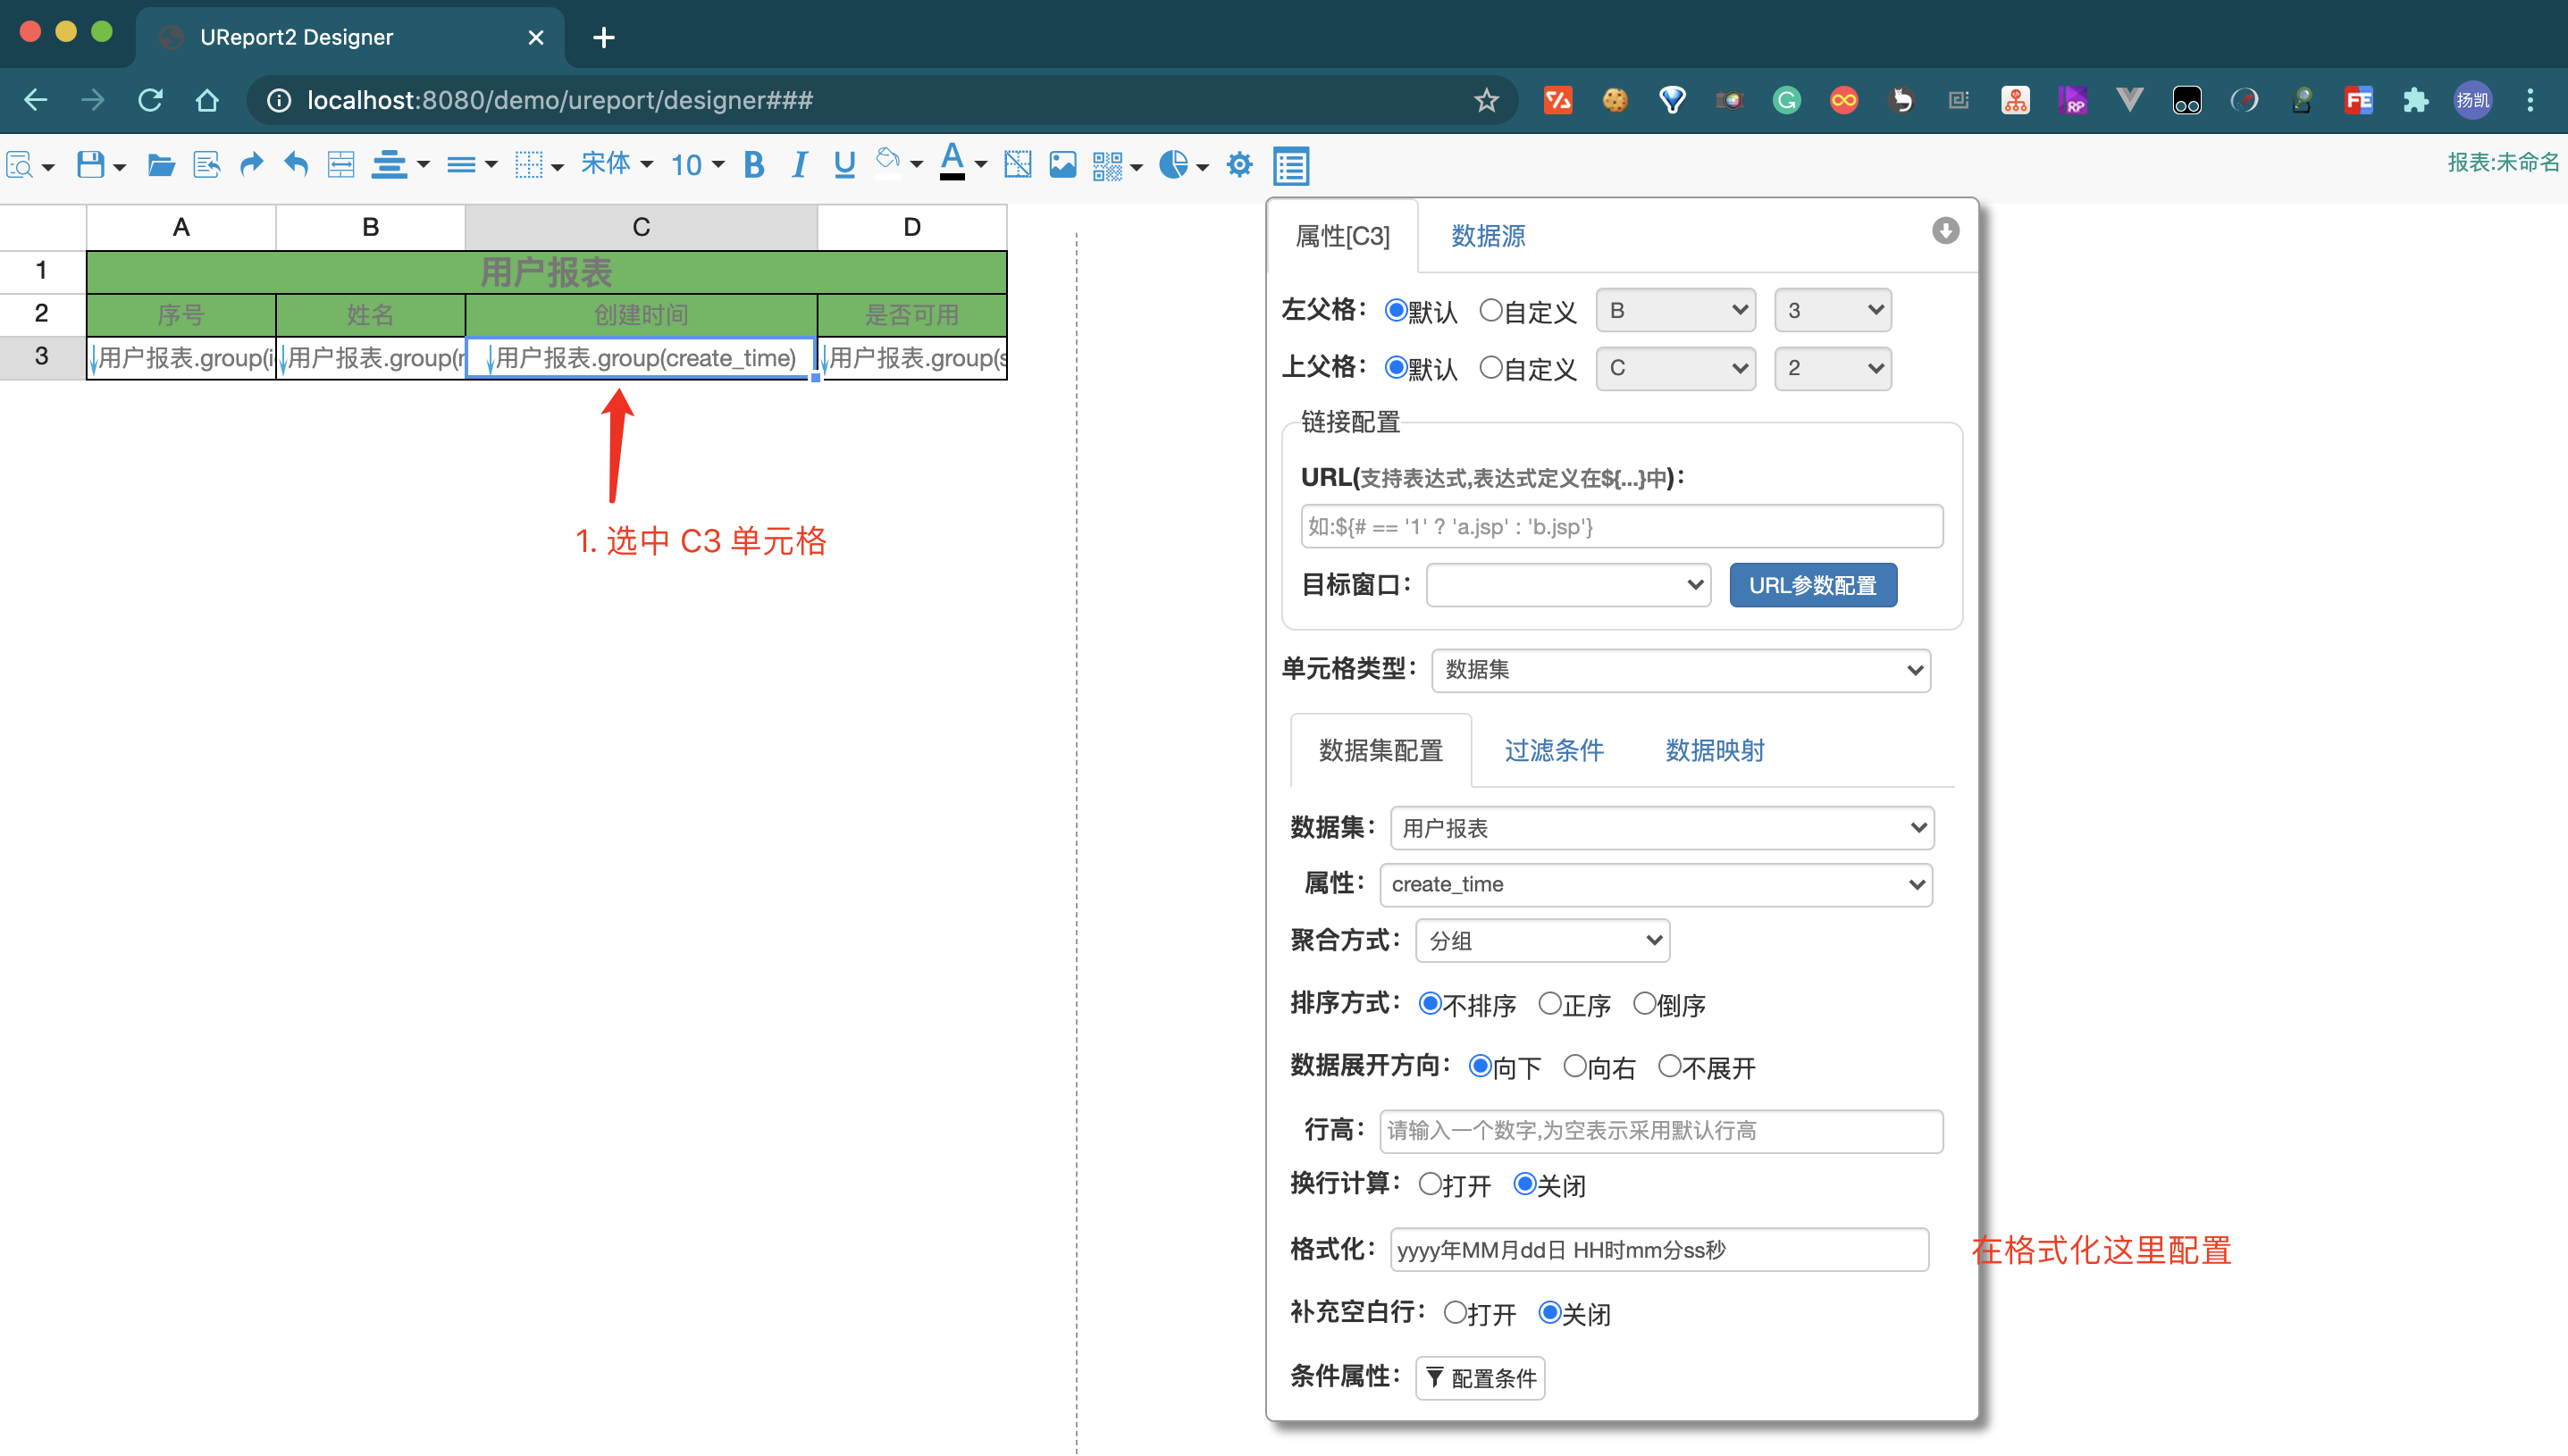 UReport2 Designer
localhost:8080/demo/ureport/designer###
扬凯
宋体 10 B I U A
报表:未命名
A B C D
1 用户报表
2 序号 姓名 创建时间 是否可用
3 用户报表.group(i 用户报表.group(r 用户报表.group(create_time) 用户报表.group(s
1. 选中 C3 单元格
属性[C3] 数据源
左父格: 默认 自定义 B 3
上父格: 默认 自定义 C 2
链接配置
URL(支持表达式,表达式定义在${...}中):
如:${# == '1' ? 'a.jsp' : 'b.jsp'}
目标窗口: URL参数配置
单元格类型: 数据集
数据集配置 过滤条件 数据映射
数据集: 用户报表
属性: create_time
聚合方式: 分组
排序方式: 不排序 正序 倒序
数据展开方向: 向下 向右 不展开
行高: 请输入一个数字,为空表示采用默认行高
换行计算: 打开 关闭
格式化: yyyy年MM月dd日 HH时mm分ss秒
在格式化这里配置
补充空白行: 打开 关闭
条件属性: 配置条件